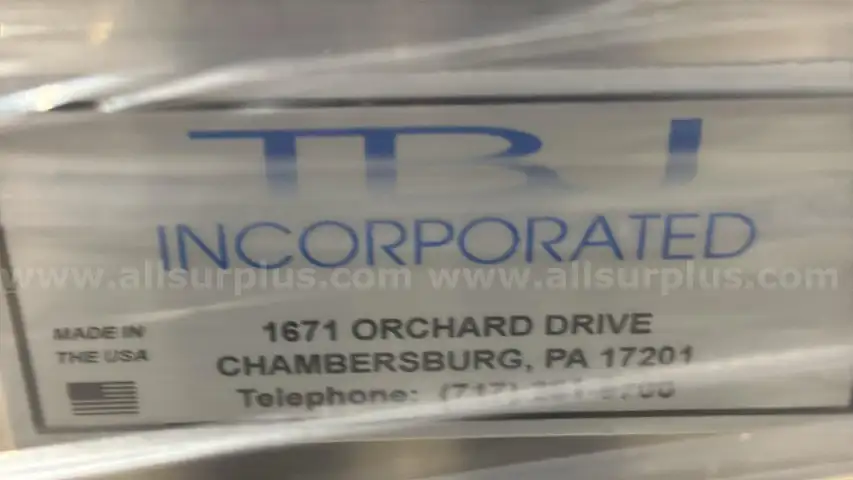 TBJ
INCORPORATED
www.allsurplus.com www.allsurplus.com
MADE IN
THE USA
1671 ORCHARD DRIVE
CHAMBERSBURG, PA 17201
Telephone: (717)